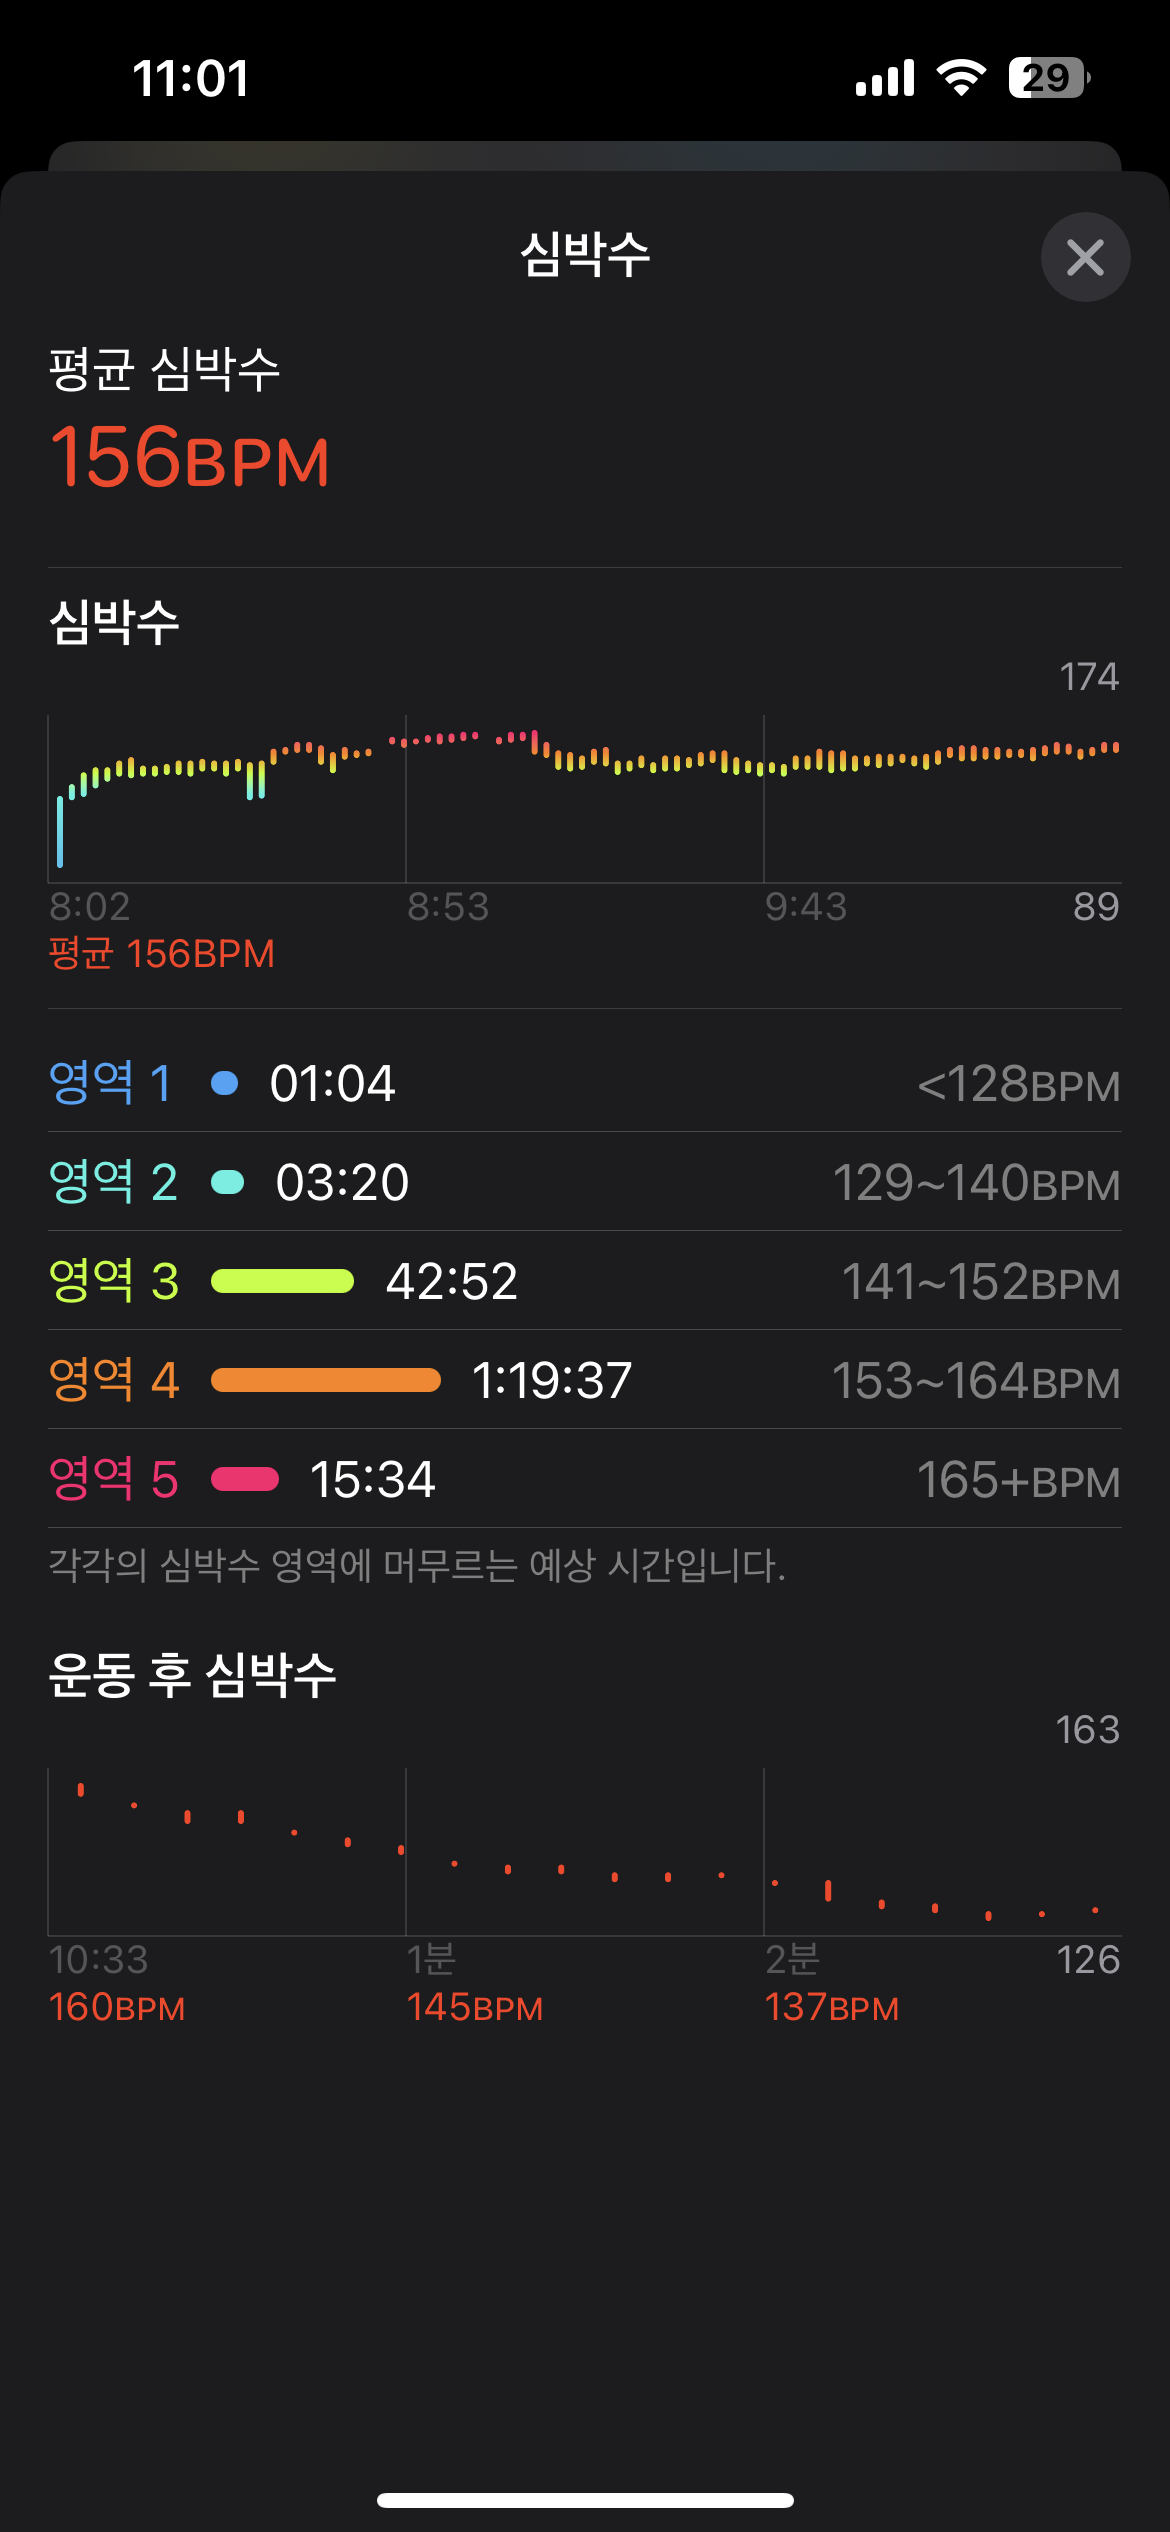 11:01
29
심박수
평균 심박수
156BPM
심박수
174
8:02 8:53 9:43 89
평균 156BPM
영역 1 01:04 <128BPM
영역 2 03:20 129~140BPM
영역 3 42:52 141~152BPM
영역 4 1:19:37 153~164BPM
영역 5 15:34 165+BPM
각각의 심박수 영역에 머무르는 예상 시간입니다.
운동 후 심박수
163
10:33 1분 2분 126
160BPM 145BPM 137BPM